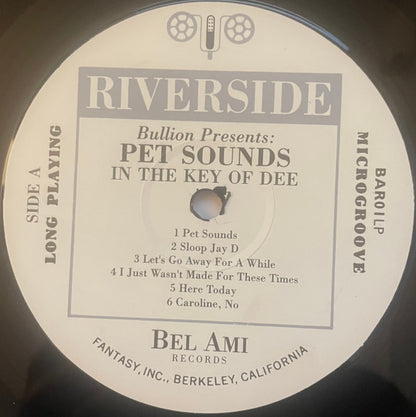 RIVERSIDE
Bullion Presents:
PET SOUNDS
IN THE KEY OF DEE
SIDE A
LONG PLAYING
BAR01LP
MICROGROOVE
1 Pet Sounds
2 Sloop Jay D
3 Let's Go Away For A While
4 I Just Wasn't Made For These Times
5 Here Today
6 Caroline, No
BEL AMI
RECORDS
FANTASY, INC., BERKELEY, CALIFORNIA